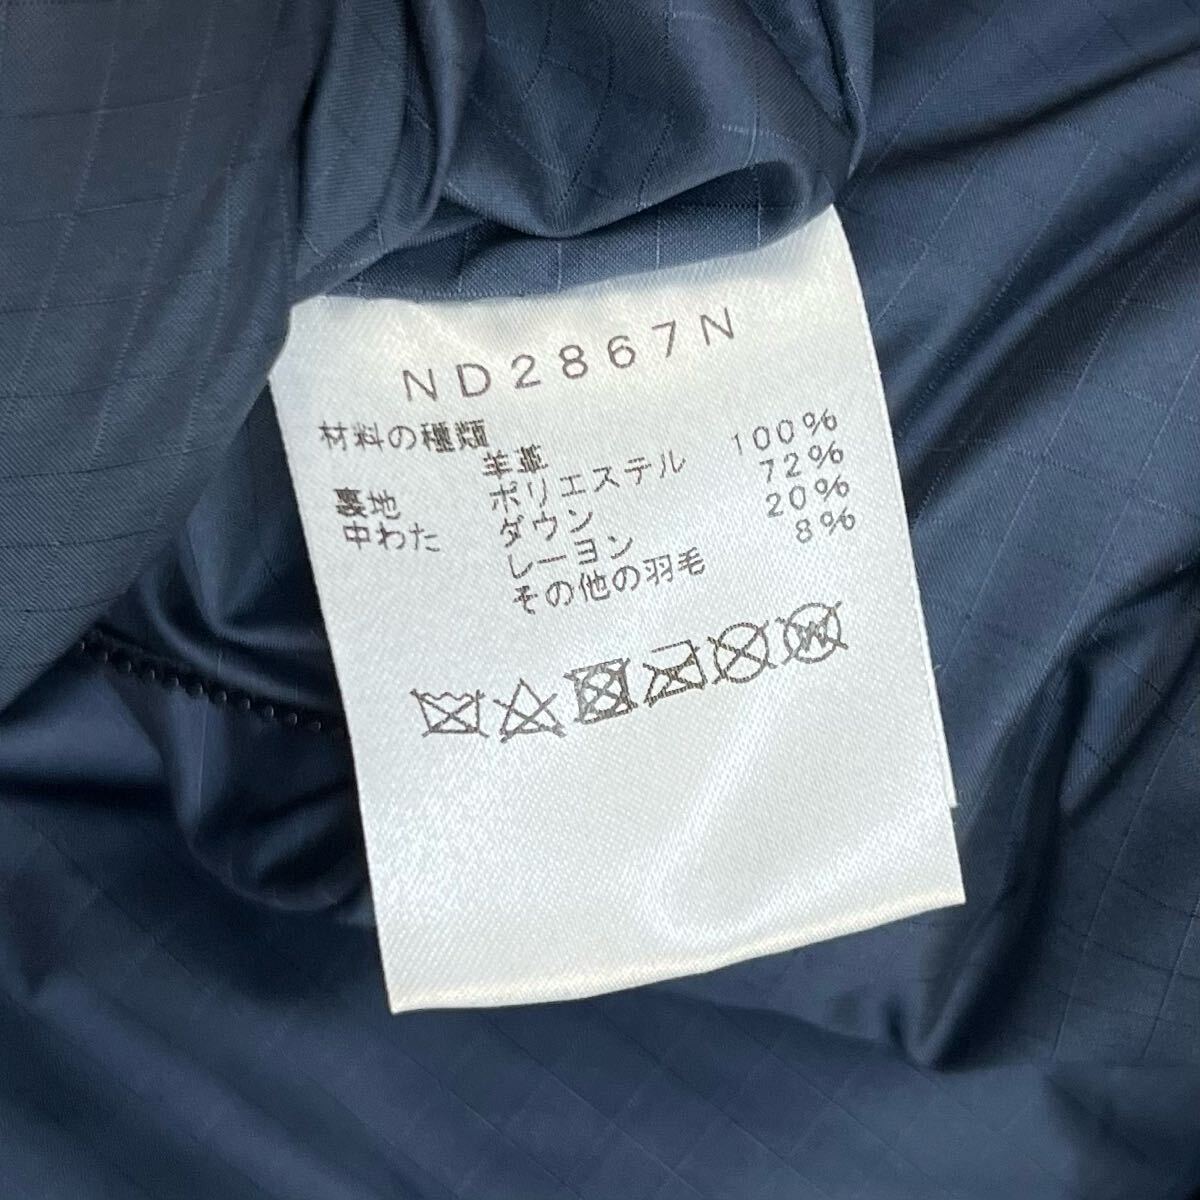 ND2867N
材料の種類
羊革
裏地 ポリエステル 100%
中わた ダウン 72%
レーヨン 20%
その他の羽毛 8%
W